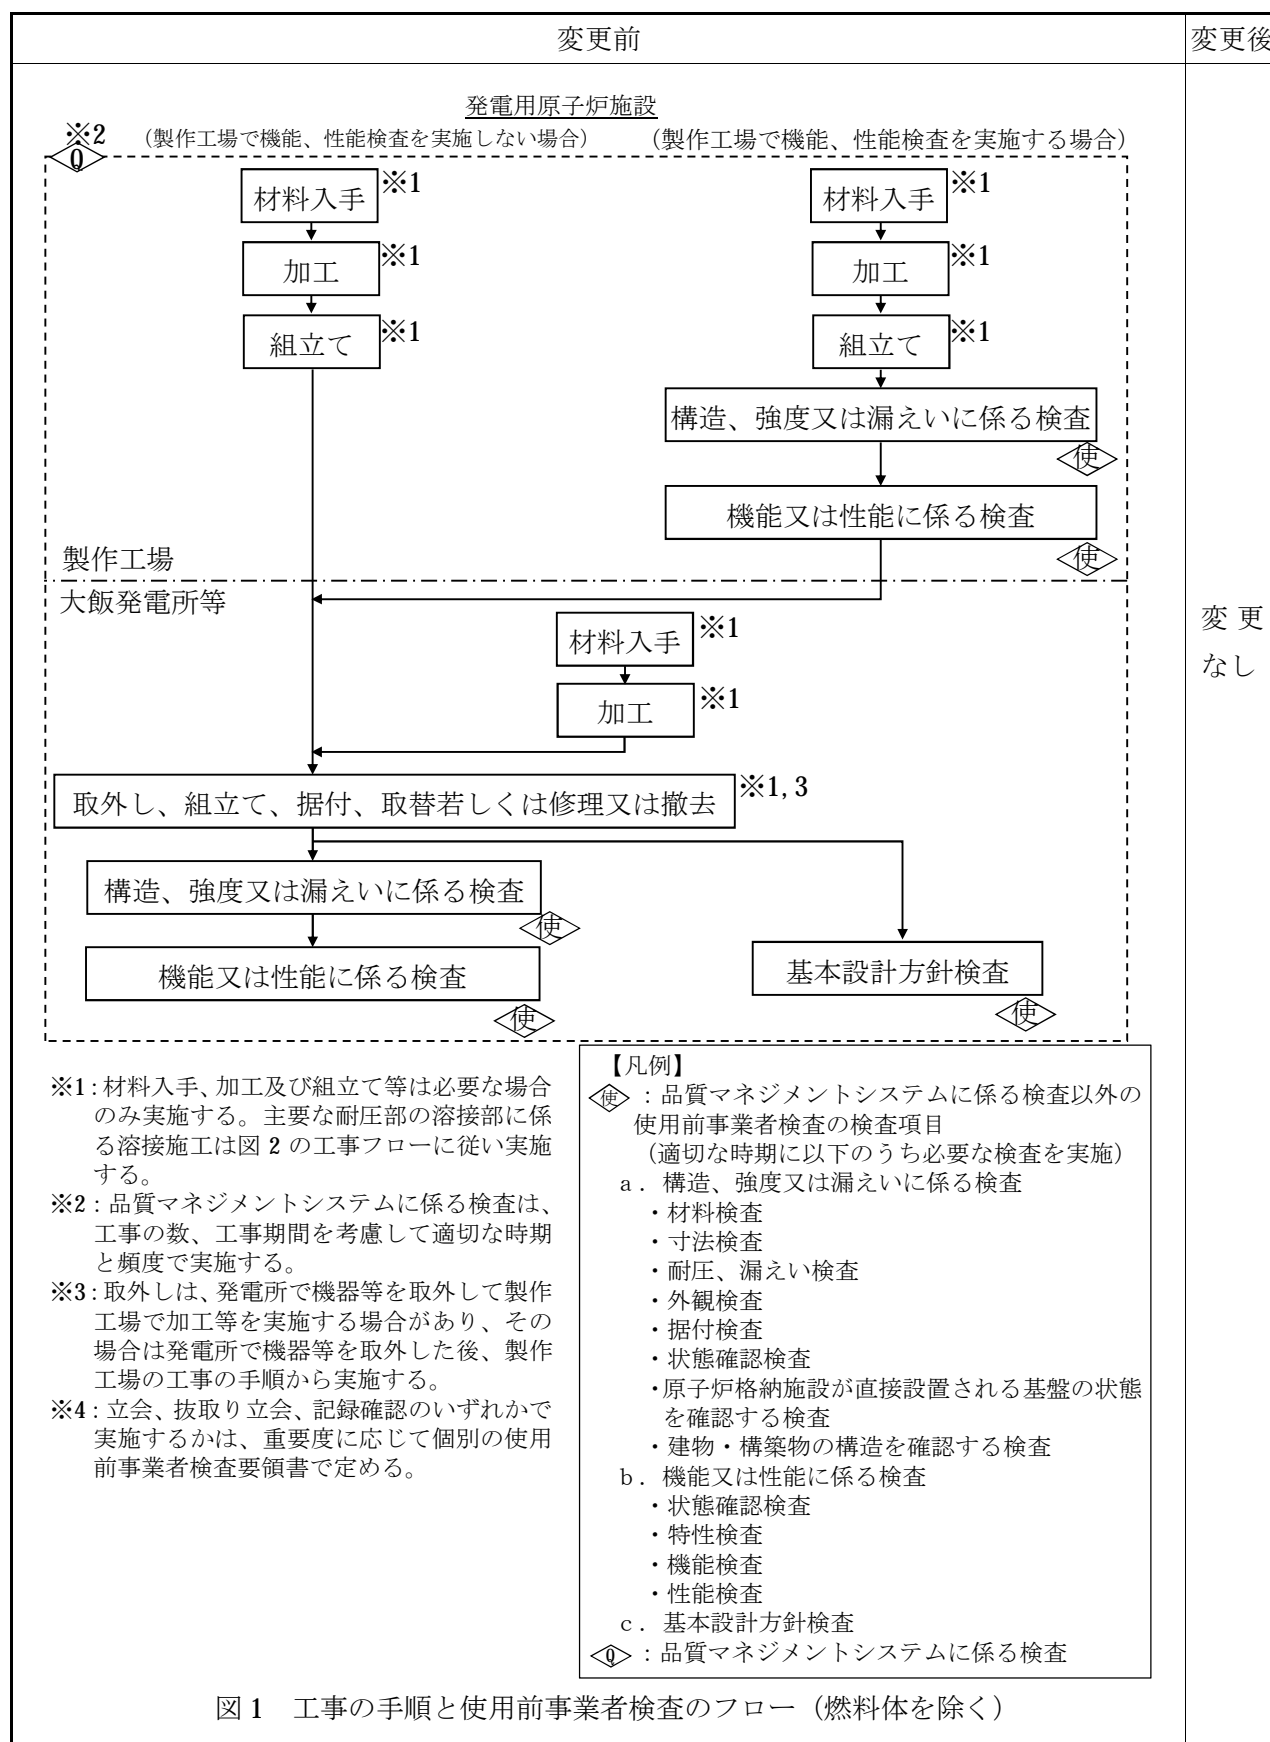 変更前
変更後
発電用原子炉施設
※2
（製作工場で機能、性能検査を実施しない場合）
（製作工場で機能、性能検査を実施する場合）
Q
材料入手
※1
加工
※1
組立て
※1
材料入手
※1
加工
※1
組立て
※1
構造、強度又は漏えいに係る検査
使
機能又は性能に係る検査
使
製作工場
大飯発電所等
材料入手
※1
加工
※1
取外し、組立て、据付、取替若しくは修理又は撤去
※1,3
構造、強度又は漏えいに係る検査
使
機能又は性能に係る検査
使
基本設計方針検査
使
変更
なし
※1：材料入手、加工及び組立て等は必要な場合
のみ実施する。主要な耐圧部の溶接部に係
る溶接施工は図 2 の工事フローに従い実施
する。
※2：品質マネジメントシステムに係る検査は、
工事の数、工事期間を考慮して適切な時期
と頻度で実施する。
※3：取外しは、発電所で機器等を取外して製作
工場で加工等を実施する場合があり、その
場合は発電所で機器等を取外した後、製作
工場の工事の手順から実施する。
※4：立会、抜取り立会、記録確認のいずれかで
実施するかは、重要度に応じて個別の使用
前事業者検査要領書で定める。
【凡例】
使：品質マネジメントシステムに係る検査以外の
使用前事業者検査の検査項目
（適切な時期に以下のうち必要な検査を実施）
a．構造、強度又は漏えいに係る検査
・材料検査
・寸法検査
・耐圧、漏えい検査
・外観検査
・据付検査
・状態確認検査
・原子炉格納施設が直接設置される基盤の状態
を確認する検査
・建物・構築物の構造を確認する検査
b．機能又は性能に係る検査
・状態確認検査
・特性検査
・機能検査
・性能検査
c．基本設計方針検査
Q：品質マネジメントシステムに係る検査
図 1　工事の手順と使用前事業者検査のフロー（燃料体を除く）